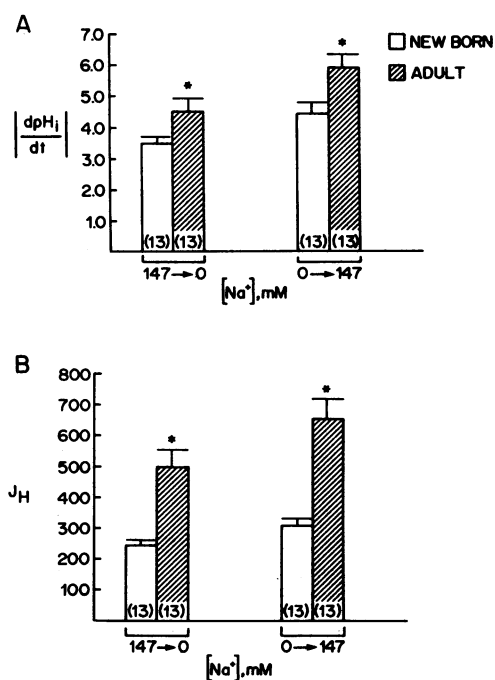 A
NEW BORN
ADULT
7.0
6.0
5.0
4.0
3.0
2.0
1.0
|dpHi/dt|
* *
(13) (13) (13) (13)
147→0 0→147
[Na⁺],mM
B
800
700
600
500
400
300
200
100
JH
* *
(13) (13) (13) (13)
147→0 0→147
[Na⁺],mM